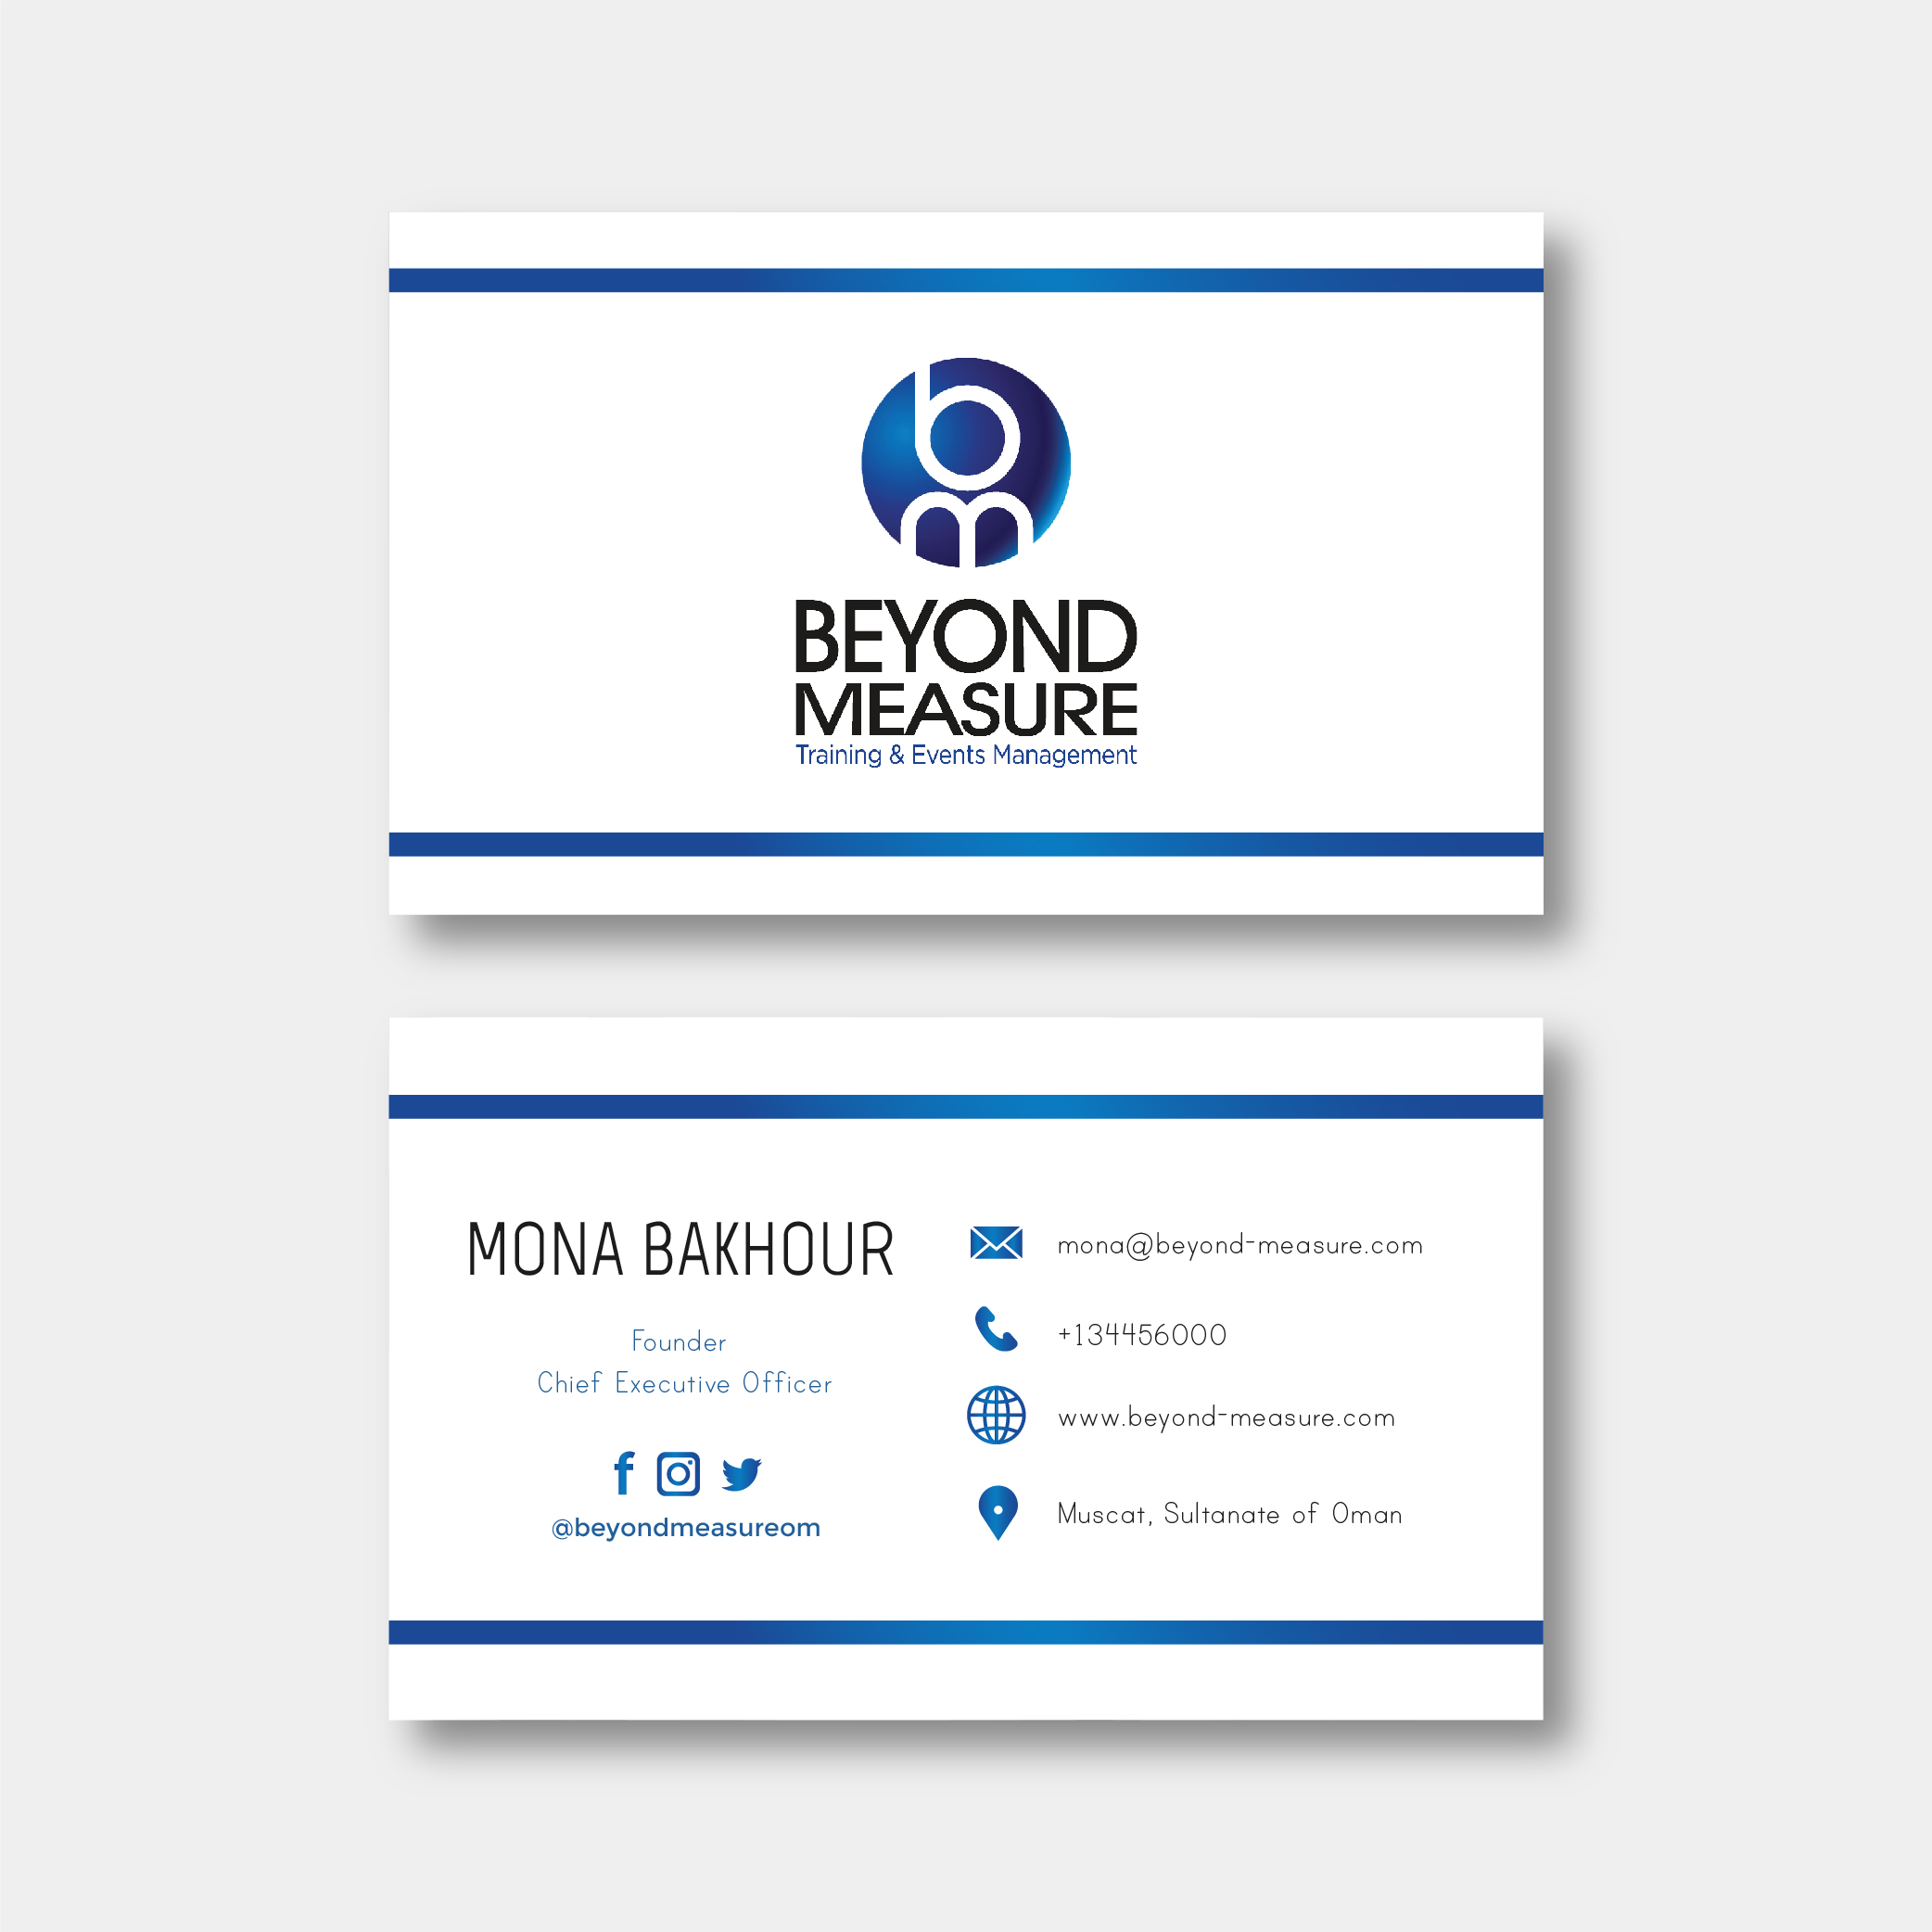 bm
BEYOND
MEASURE
Training & Events Management
MONA BAKHOUR
Founder
Chief Executive Officer
@beyondmeasureom
mona@beyond-measure.com
+134456000
www.beyond-measure.com
Muscat, Sultanate of Oman